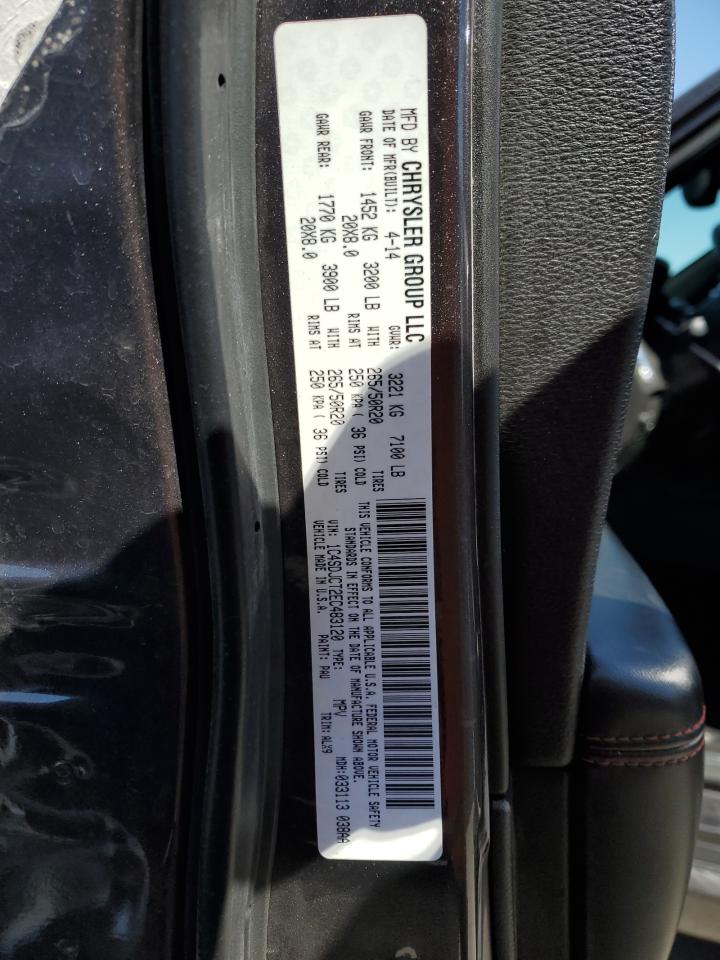 MFD BY CHRYSLER GROUP LLC
DATE OF MFR(BUILT): 4-14 GVWR: 3221 KG 7100 LB
GAWR FRONT: 1452 KG 3200 LB WITH 265/50R20 TIRES
20X8.0 RIMS AT 250 KPA ( 36 PSI) COLD
GAWR REAR: 1770 KG 3900 LB WITH 265/50R20 TIRES
20X8.0 RIMS AT 250 KPA ( 36 PSI) COLD
THIS VEHICLE CONFORMS TO ALL APPLICABLE U.S.A. FEDERAL MOTOR VEHICLE SAFETY
STANDARDS IN EFFECT ON THE DATE OF MANUFACTURE SHOWN ABOVE.
VIN: 1C4SDJCT2EC483120 TYPE: MPV MDH:033113 038AA
VEHICLE MADE IN U.S.A. PAINT: PAU TRIM:ALX9